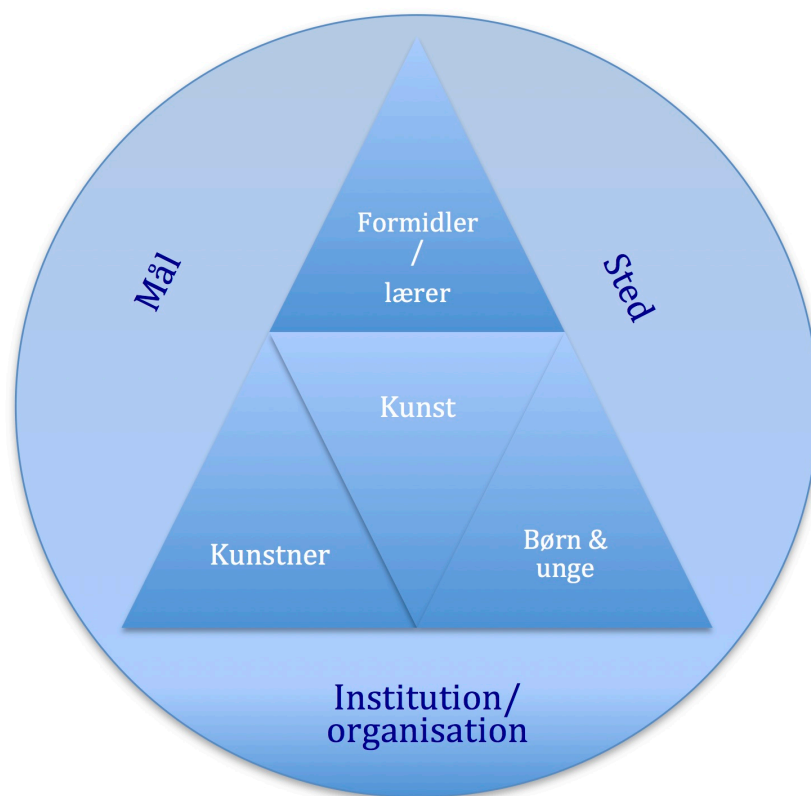 Formidler
/
lærer
Mål
Sted
Kunst
Kunstner
Børn &
unge
Institution/
organisation